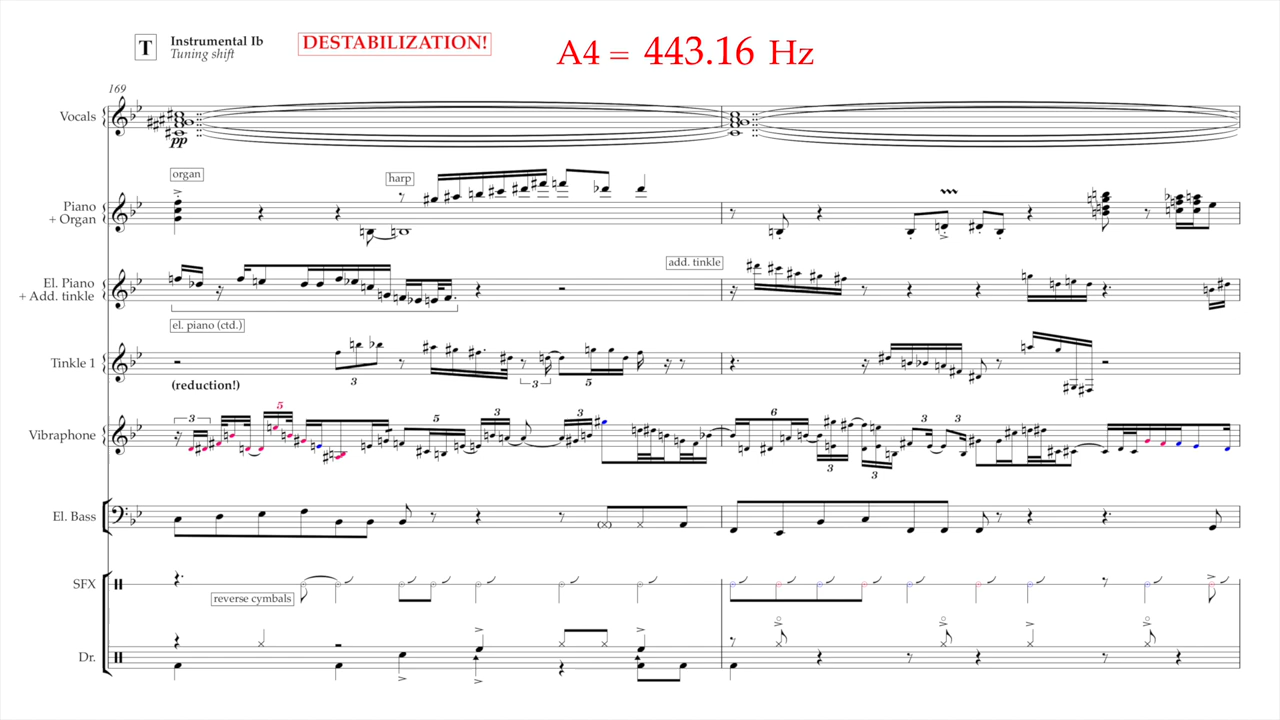 T Instrumental Ib DESTABILIZATION! A4 = 443.16 Hz
Tuning shift
169
Vocals
pp
organ
harp
Piano
+ Organ
add. tinkle
El. Piano
+ Add. tinkle
el. piano (ctd.)
Tinkle 1
3 3 5
(reduction!)
3 5 5 3 3 6 3 3
Vibraphone
3 3
El. Bass
SFX
reverse cymbals
Dr.